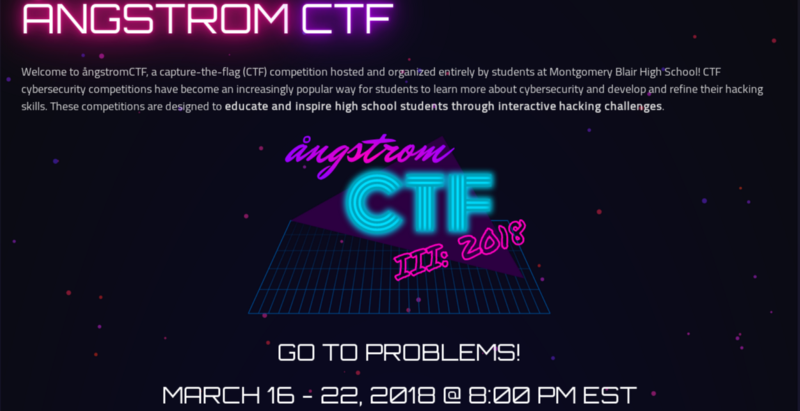 ANGSTROM CTF
Welcome to ångstromCTF, a capture-the-flag (CTF) competition hosted and organized entirely by students at Montgomery Blair High School! CTF
cybersecurity competitions have become an increasingly popular way for students to learn more about cybersecurity and develop and refine their hacking
skills. These competitions are designed to educate and inspire high school students through interactive hacking challenges.
ångstrom
CTF
III: 2018
GO TO PROBLEMS!
MARCH 16 - 22, 2018 @ 8:00 PM EST